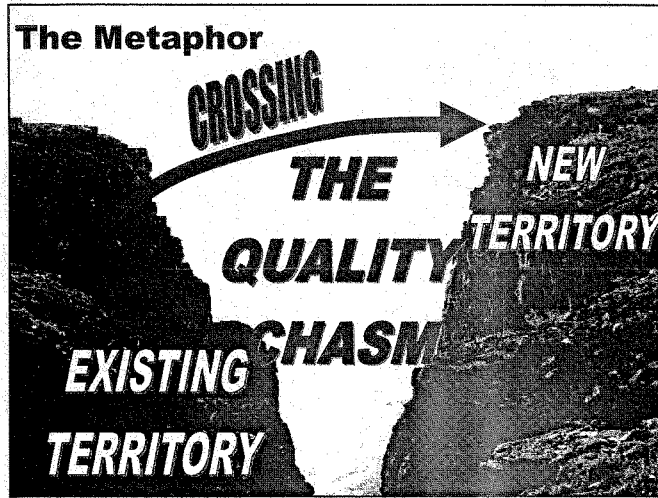 The Metaphor
CROSSING
THE
QUALITY
CHASM
EXISTING
TERRITORY
NEW
TERRITORY